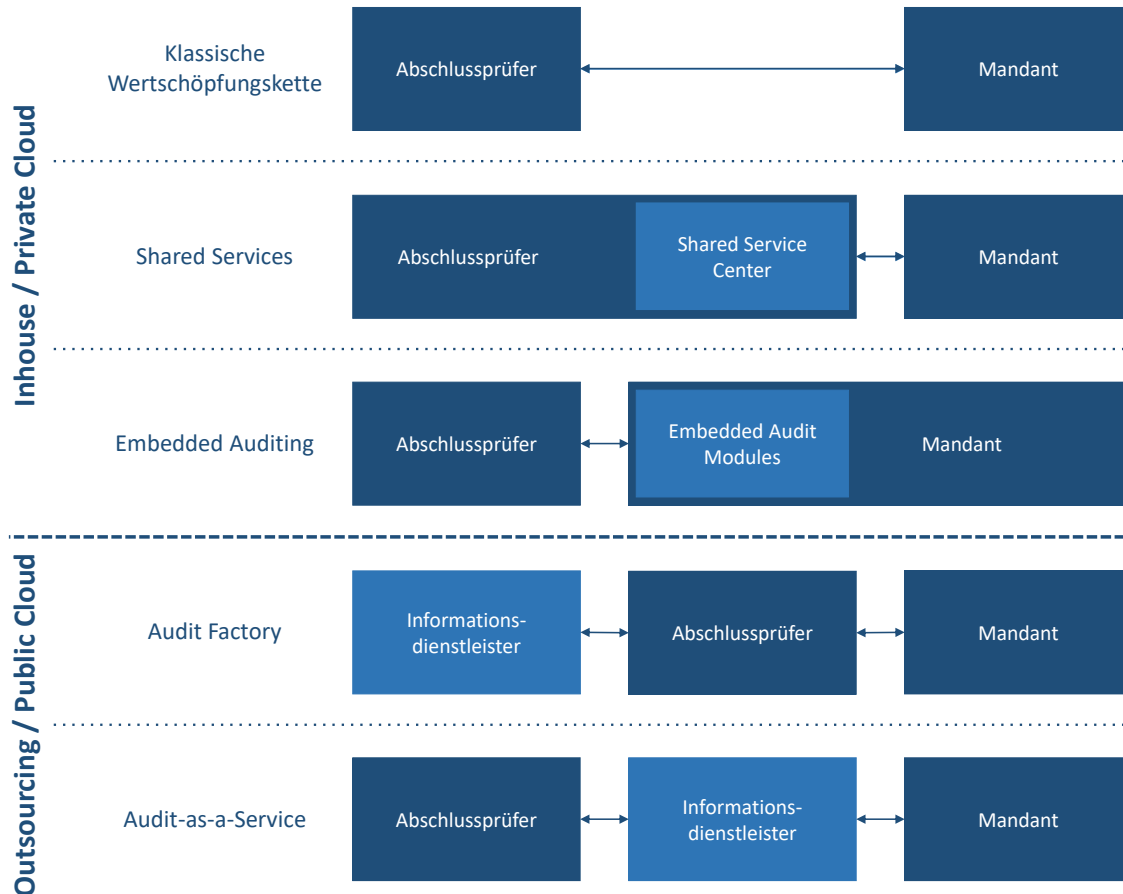 Inhouse / Private Cloud
Klassische
Wertschöpfungskette
Abschlussprüfer
Mandant
Shared Services
Abschlussprüfer
Shared Service
Center
Mandant
Embedded Auditing
Abschlussprüfer
Embedded Audit
Modules
Mandant
Outsourcing / Public Cloud
Audit Factory
Informations-
dienstleister
Abschlussprüfer
Mandant
Audit-as-a-Service
Abschlussprüfer
Informations-
dienstleister
Mandant